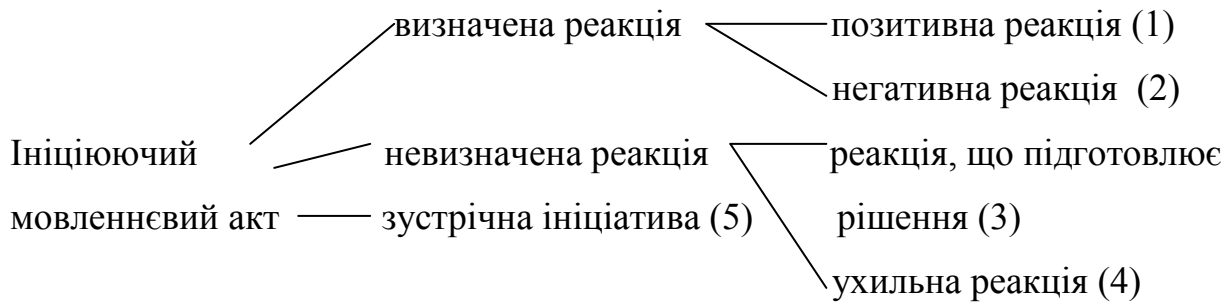 визначена реакція позитивна реакція (1)
негативна реакція (2)
Ініціюючий невизначена реакція реакція, що підготовлює
мовленнєвий акт зустрічна ініціатива (5) рішення (3)
ухильна реакція (4)